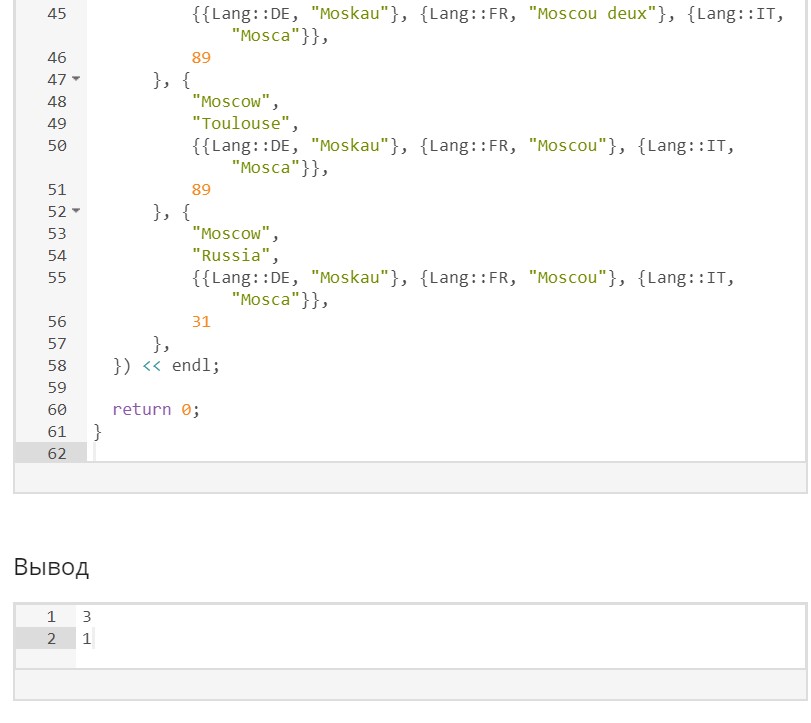 45 {{Lang::DE, "Moskau"}, {Lang::FR, "Moscou deux"}, {Lang::IT,
"Mosca"}},
46 89
47 }, {
48 "Moscow",
49 "Toulouse",
50 {{Lang::DE, "Moskau"}, {Lang::FR, "Moscou"}, {Lang::IT,
"Mosca"}},
51 89
52 }, {
53 "Moscow",
54 "Russia",
55 {{Lang::DE, "Moskau"}, {Lang::FR, "Moscou"}, {Lang::IT,
"Mosca"}},
56 31
57 },
58 }) << endl;
59
60 return 0;
61 }
62
Вывод
1 3
2 1